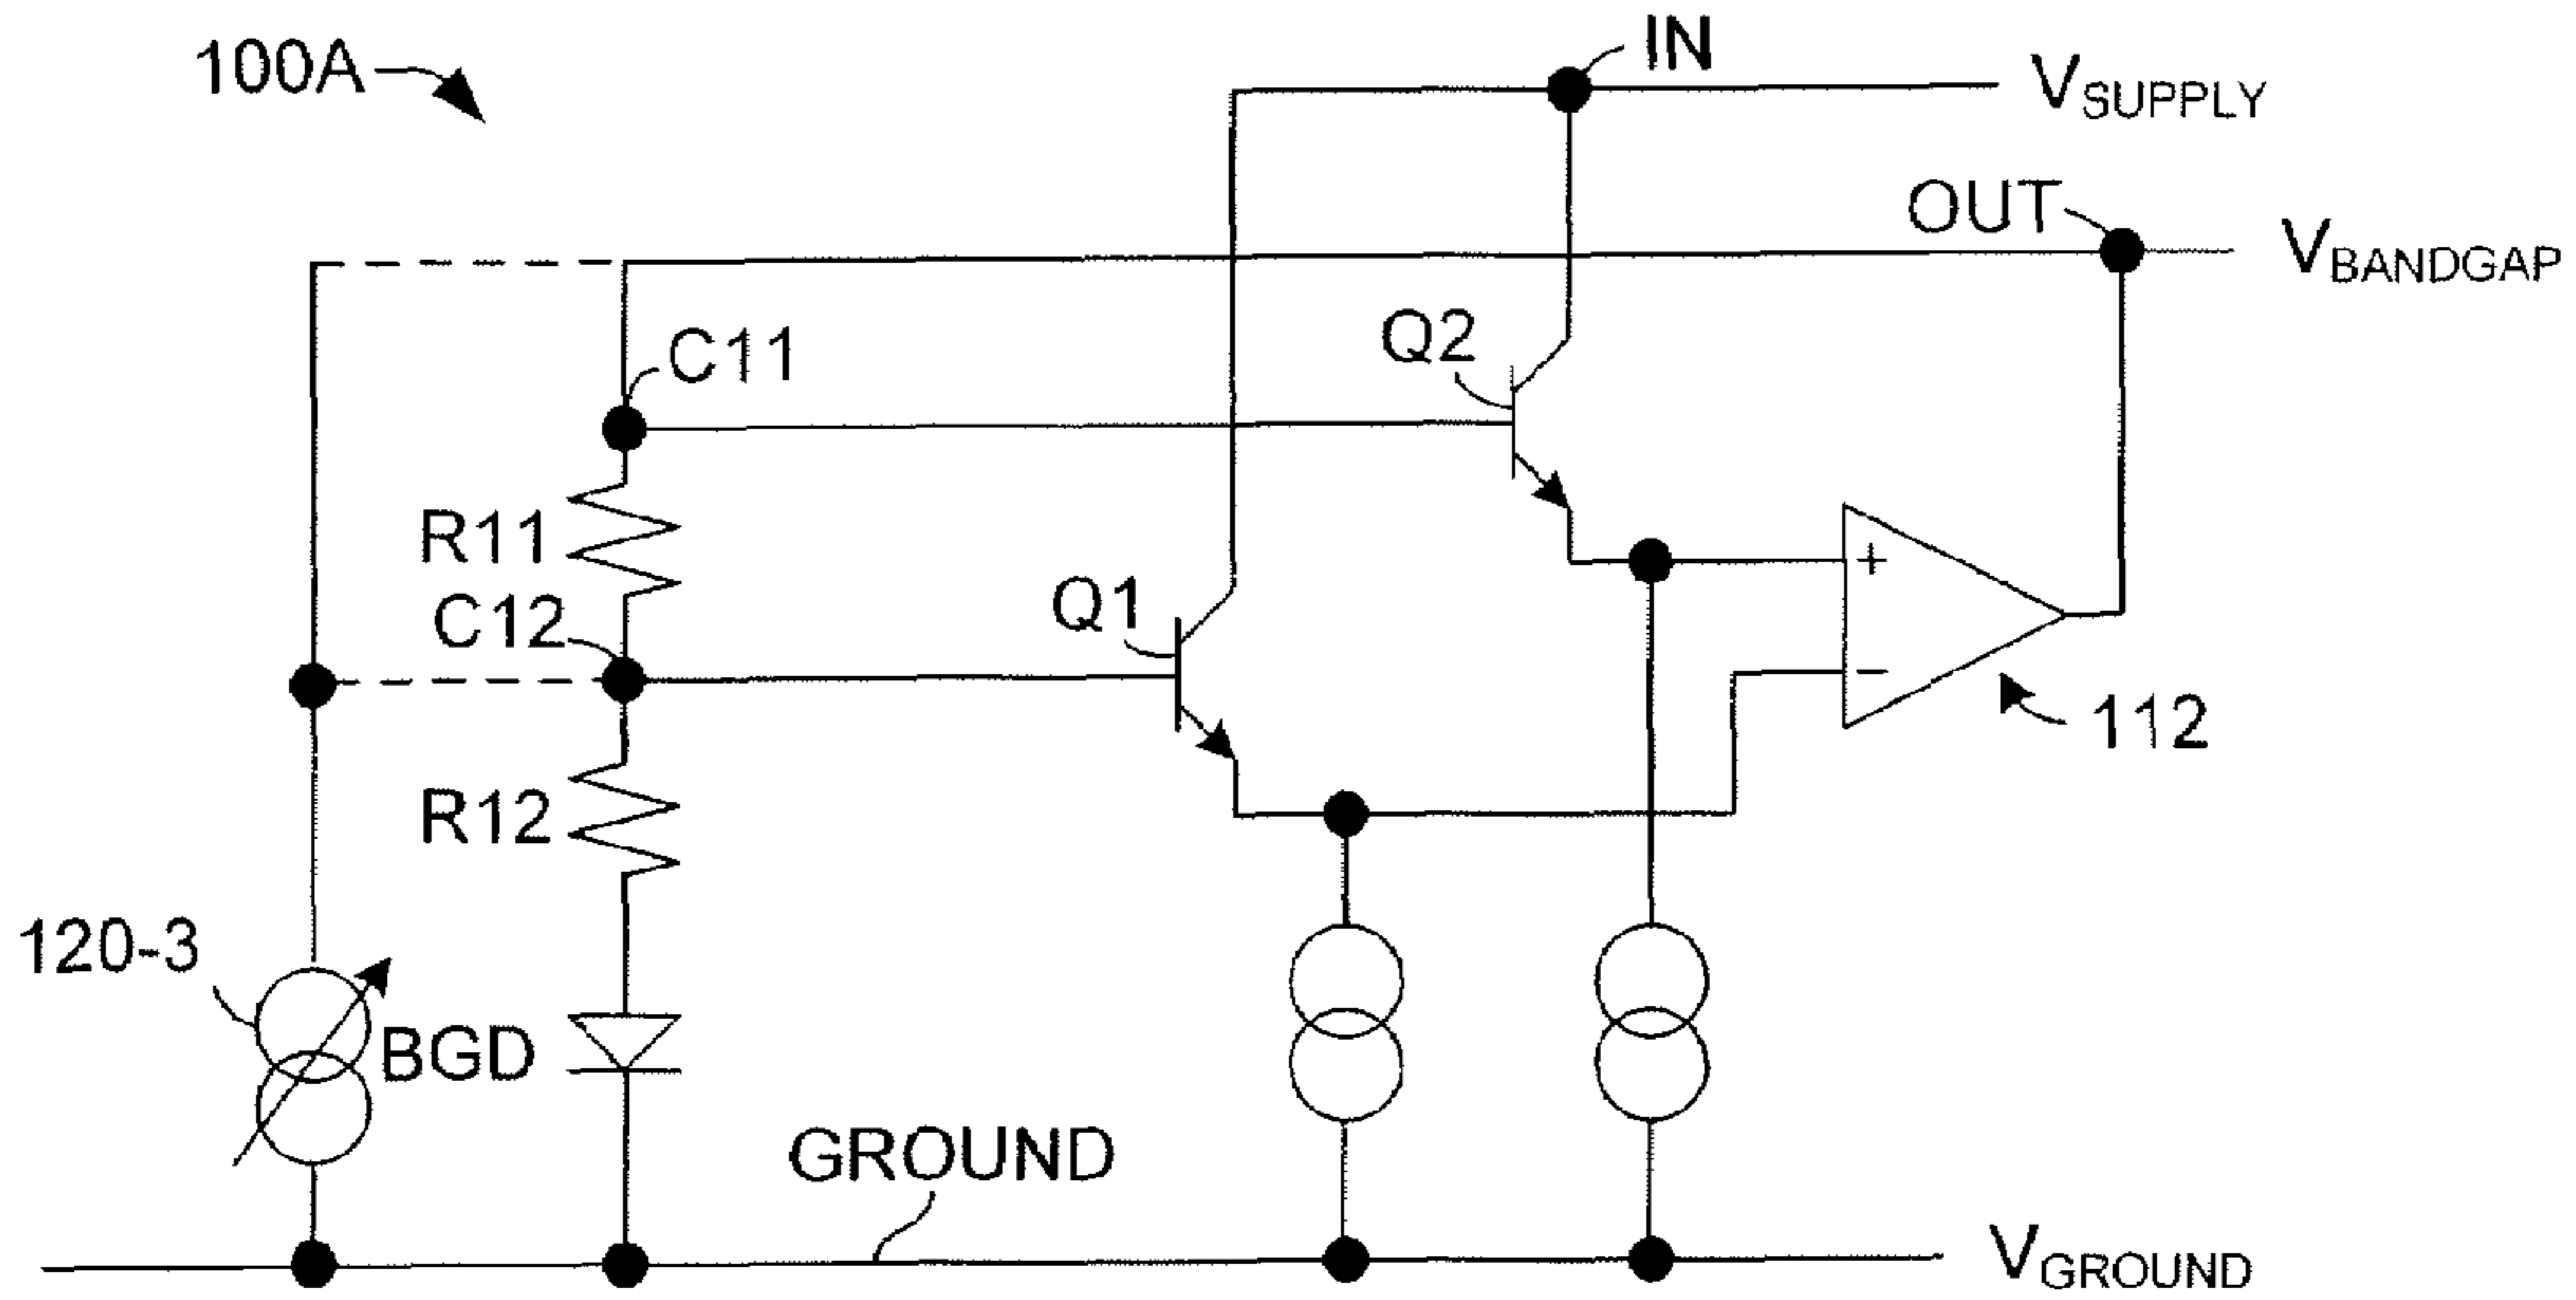 100A
IN
VSUPPLY
OUT
VBANDGAP
C11
Q2
R11
+
C12
Q1
−
112
R12
120-3
BGD
GROUND
VGROUND